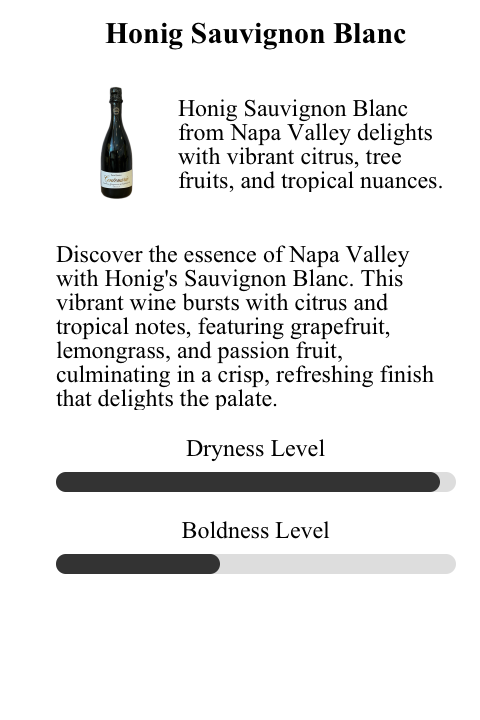 Honig Sauvignon Blanc
Honig Sauvignon Blanc
from Napa Valley delights
with vibrant citrus, tree
fruits, and tropical nuances.
Discover the essence of Napa Valley
with Honig's Sauvignon Blanc. This
vibrant wine bursts with citrus and
tropical notes, featuring grapefruit,
lemongrass, and passion fruit,
culminating in a crisp, refreshing finish
that delights the palate.
Dryness Level
Boldness Level